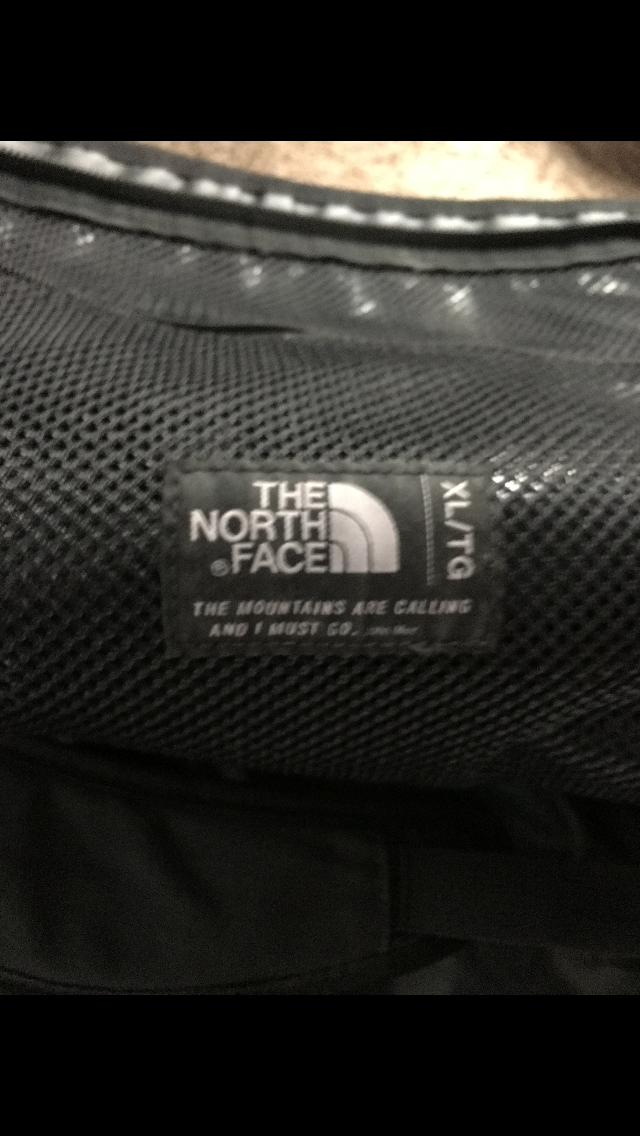 THE
NORTH
®FACE
XL/TG
THE MOUNTAINS ARE CALLING
AND I MUST GO.